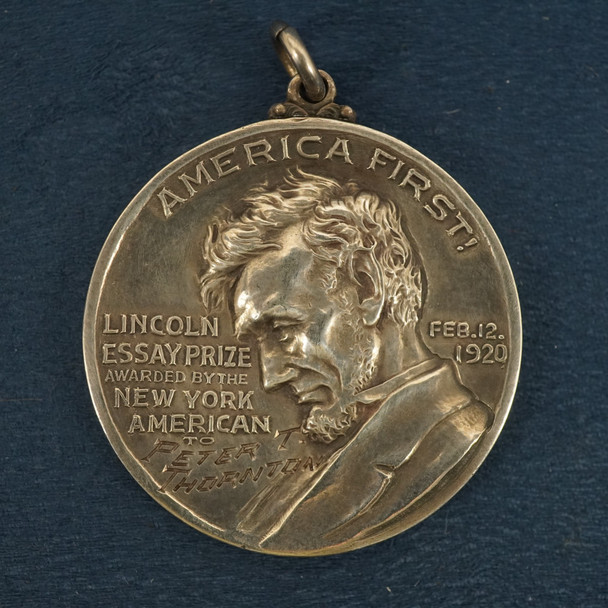 AMERICA FIRST!
LINCOLN
ESSAY PRIZE
AWARDED BY THE
NEW YORK
AMERICAN
TO
PETER T.
THORNTON
FEB. 12.
1920